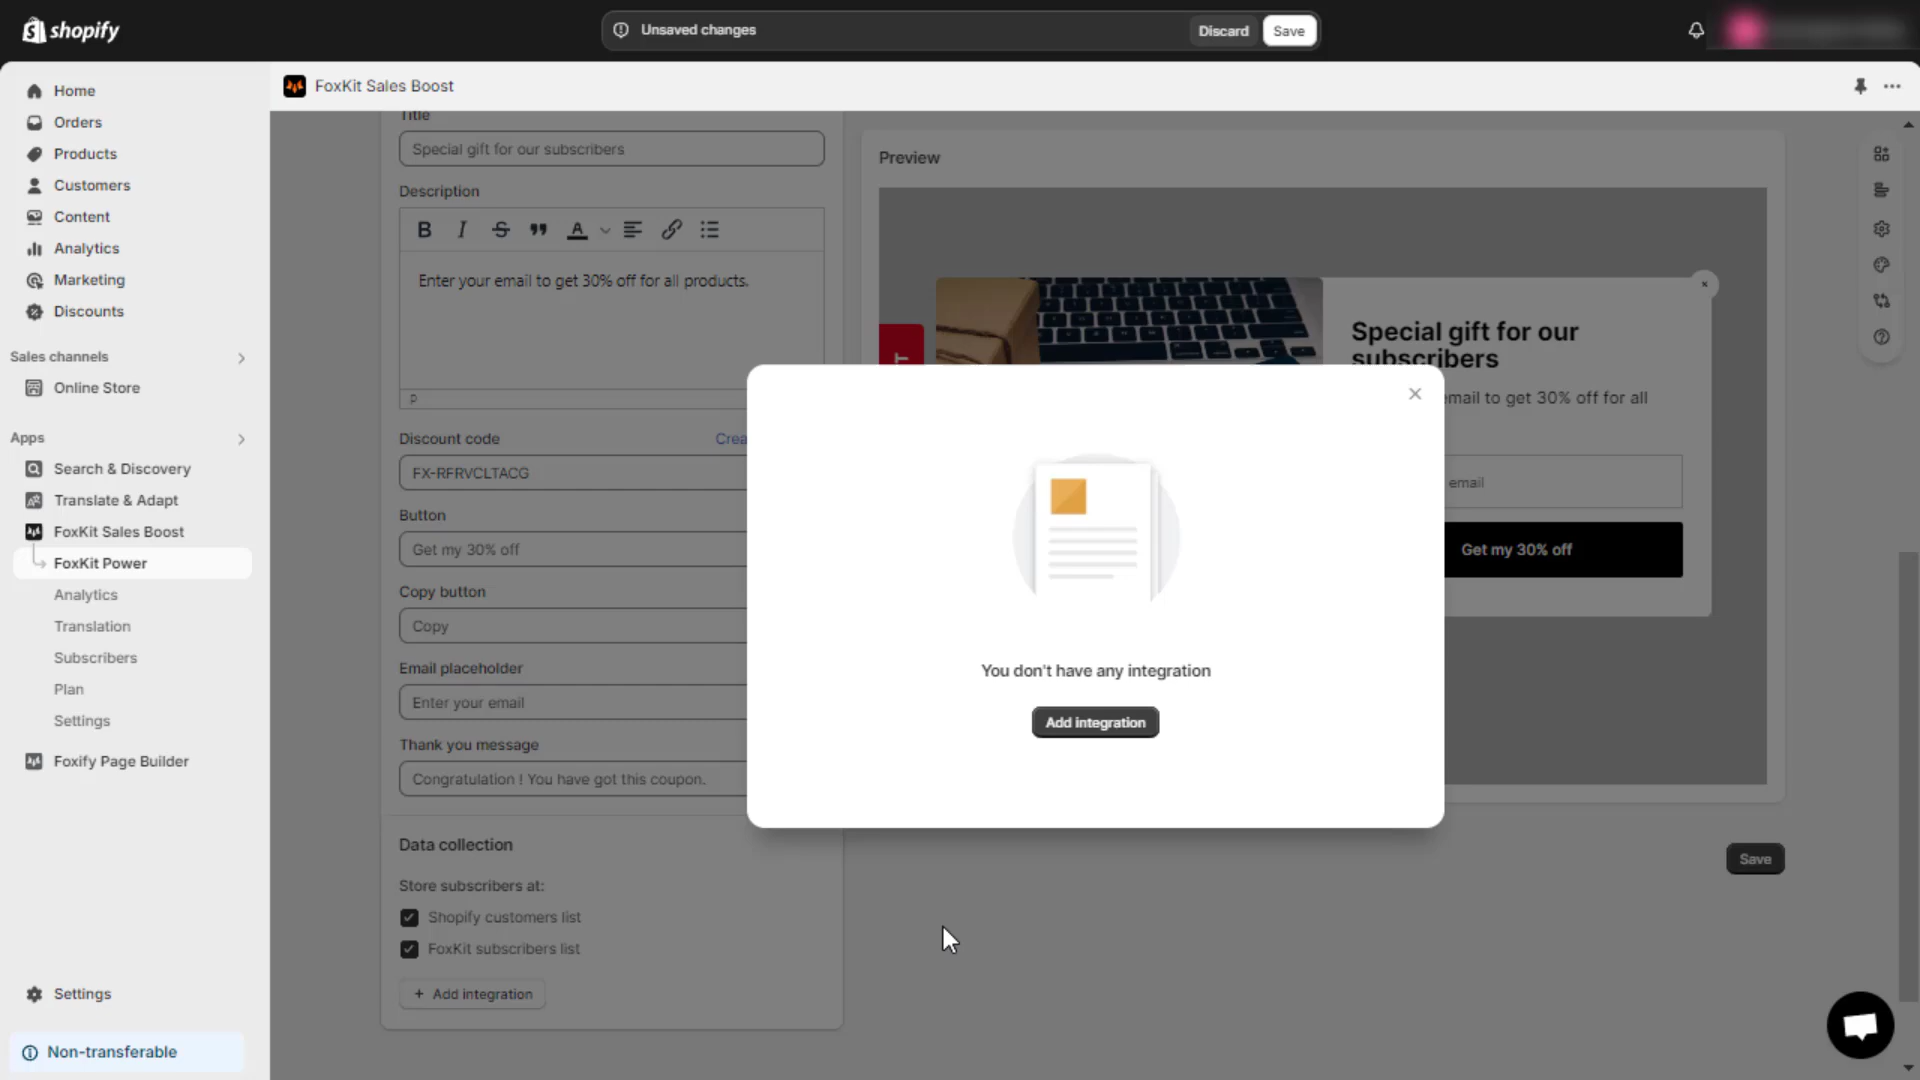 shopify
Unsaved changes
Discard
Save
Home
Orders
Products
Customers
Content
Analytics
Marketing
Discounts
Sales channels
Online Store
Apps
Search & Discovery
Translate & Adapt
FoxKit Sales Boost
FoxKit Power
Analytics
Translation
Subscribers
Plan
Settings
Foxify Page Builder
Settings
Non-transferable
FoxKit Sales Boost
Title
Special gift for our subscribers
Description
B I S A
Enter your email to get 30% off for all products.
p
Discount code
Crea
FX-RFRVCLTACG
Button
Get my 30% off
Copy button
Copy
Email placeholder
Enter your email
Thank you message
Congratulation ! You have got this coupon.
Data collection
Store subscribers at:
Shopify customers list
FoxKit subscribers list
+ Add integration
Preview
Special gift for our
subscribers
email to get 30% off for all
email
Get my 30% off
You don't have any integration
Add integration
Save